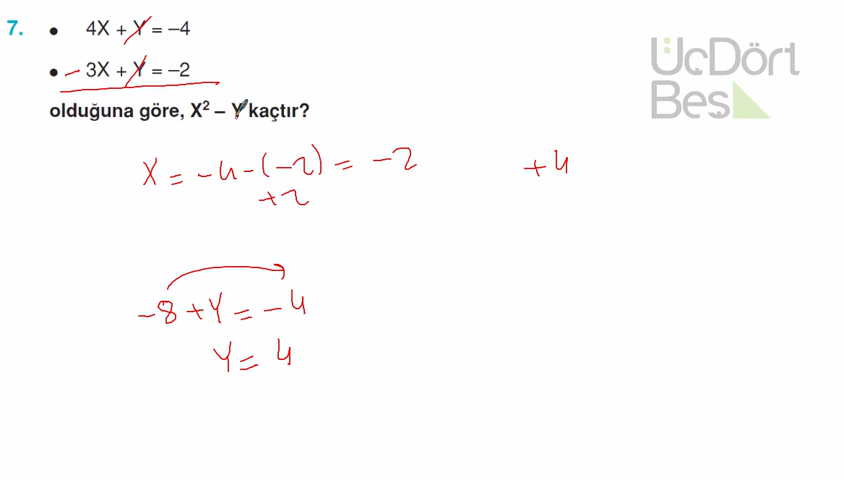 7. • 4X + Y = –4
• – 3X + Y = –2
olduğuna göre, X² – Y kaçtır?
ÜçDört
Beş
X = -4 - (-2) = -2 +4
+2
-8 + Y = -4
Y = 4